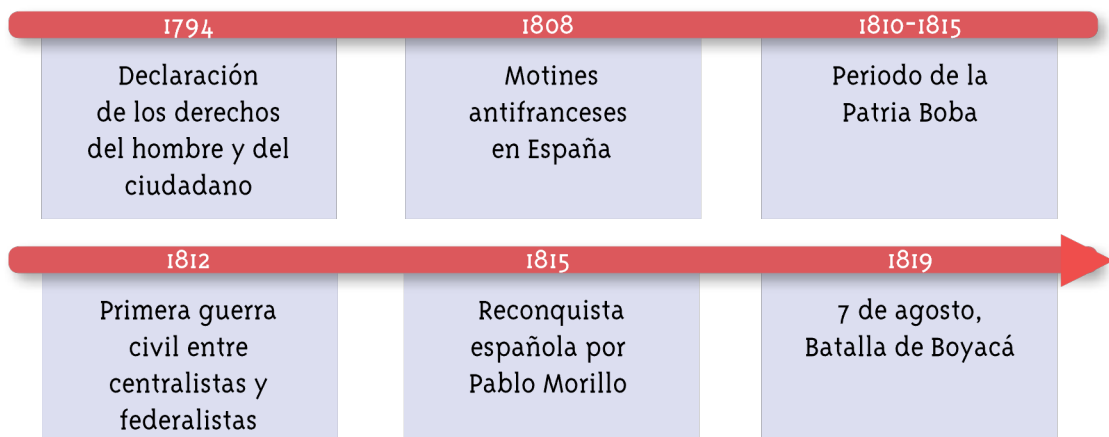 1794
1808
1810-1815
Declaración
de los derechos
del hombre y del
ciudadano
Motines
antifranceses
en España
Periodo de la
Patria Boba
1812
1815
1819
Primera guerra
civil entre
centralistas y
federalistas
Reconquista
española por
Pablo Morillo
7 de agosto,
Batalla de Boyacá